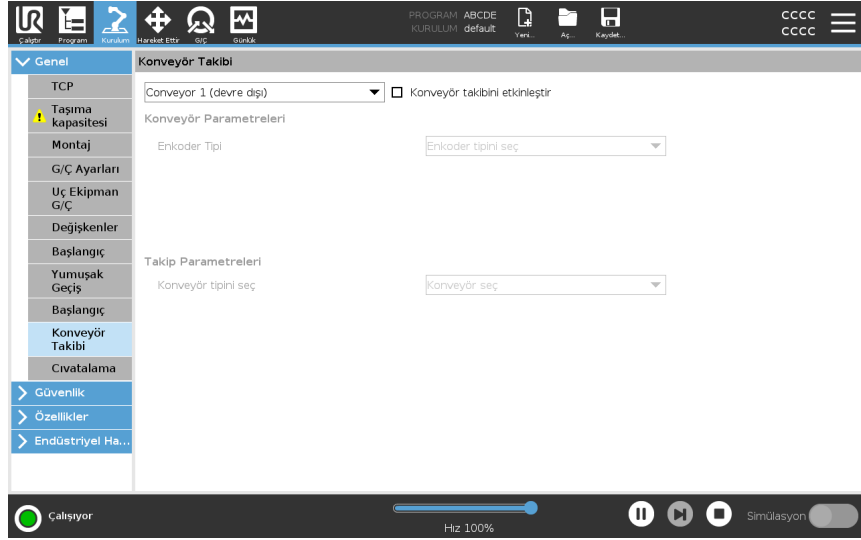 UR
PROGRAM ABCDE
KURULUM default
Çalıştır Program Kurulum Hareket Ettir G/Ç Günlük Yeni... Aç... Kaydet...
CCCC
CCCC
Genel
Konveyör Takibi
TCP
Taşıma
kapasitesi
Montaj
G/Ç Ayarları
Uç Ekipman
G/Ç
Değişkenler
Başlangıç
Yumuşak
Geçiş
Başlangıç
Konveyör
Takibi
Cıvatalama
Güvenlik
Özellikler
Endüstriyel Ha...
Conveyor 1 (devre dışı)
Konveyör takibini etkinleştir
Konveyör Parametreleri
Enkoder Tipi
Enkoder tipini seç
Takip Parametreleri
Konveyör tipini seç
Konveyör seç
Çalışıyor
Hız 100%
Simülasyon